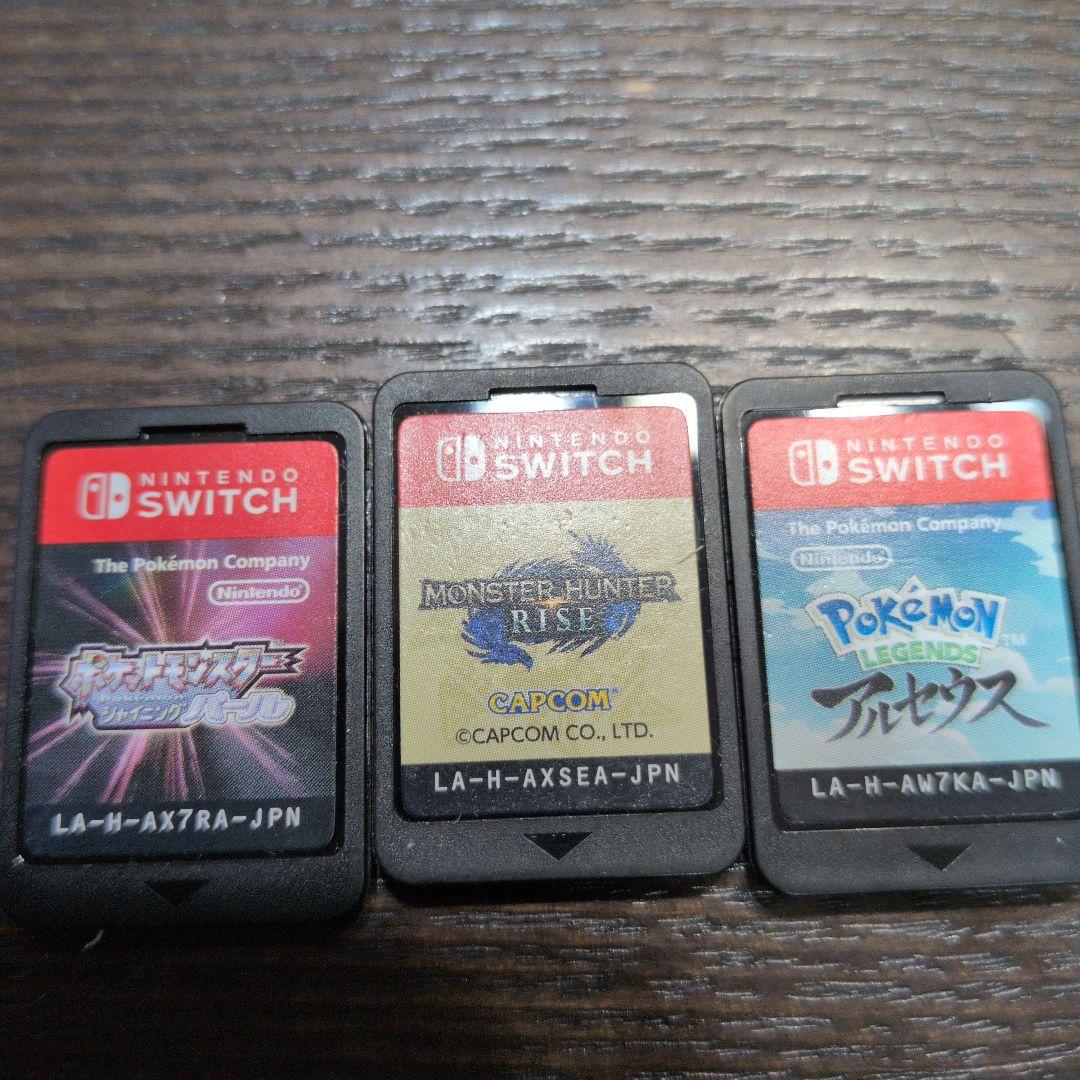 NINTENDO
SWITCH
The Pokémon Company
Nintendo
ポケットモンスター
シャイニングパール
LA-H-AX7RA-JPN
NINTENDO
SWITCH
MONSTER HUNTER
RISE
CAPCOM
©CAPCOM CO., LTD.
LA-H-AXSEA-JPN
NINTENDO
SWITCH
The Pokémon Company
Nintendo
POKéMON™
LEGENDS
アルセウス
LA-H-AW7KA-JPN